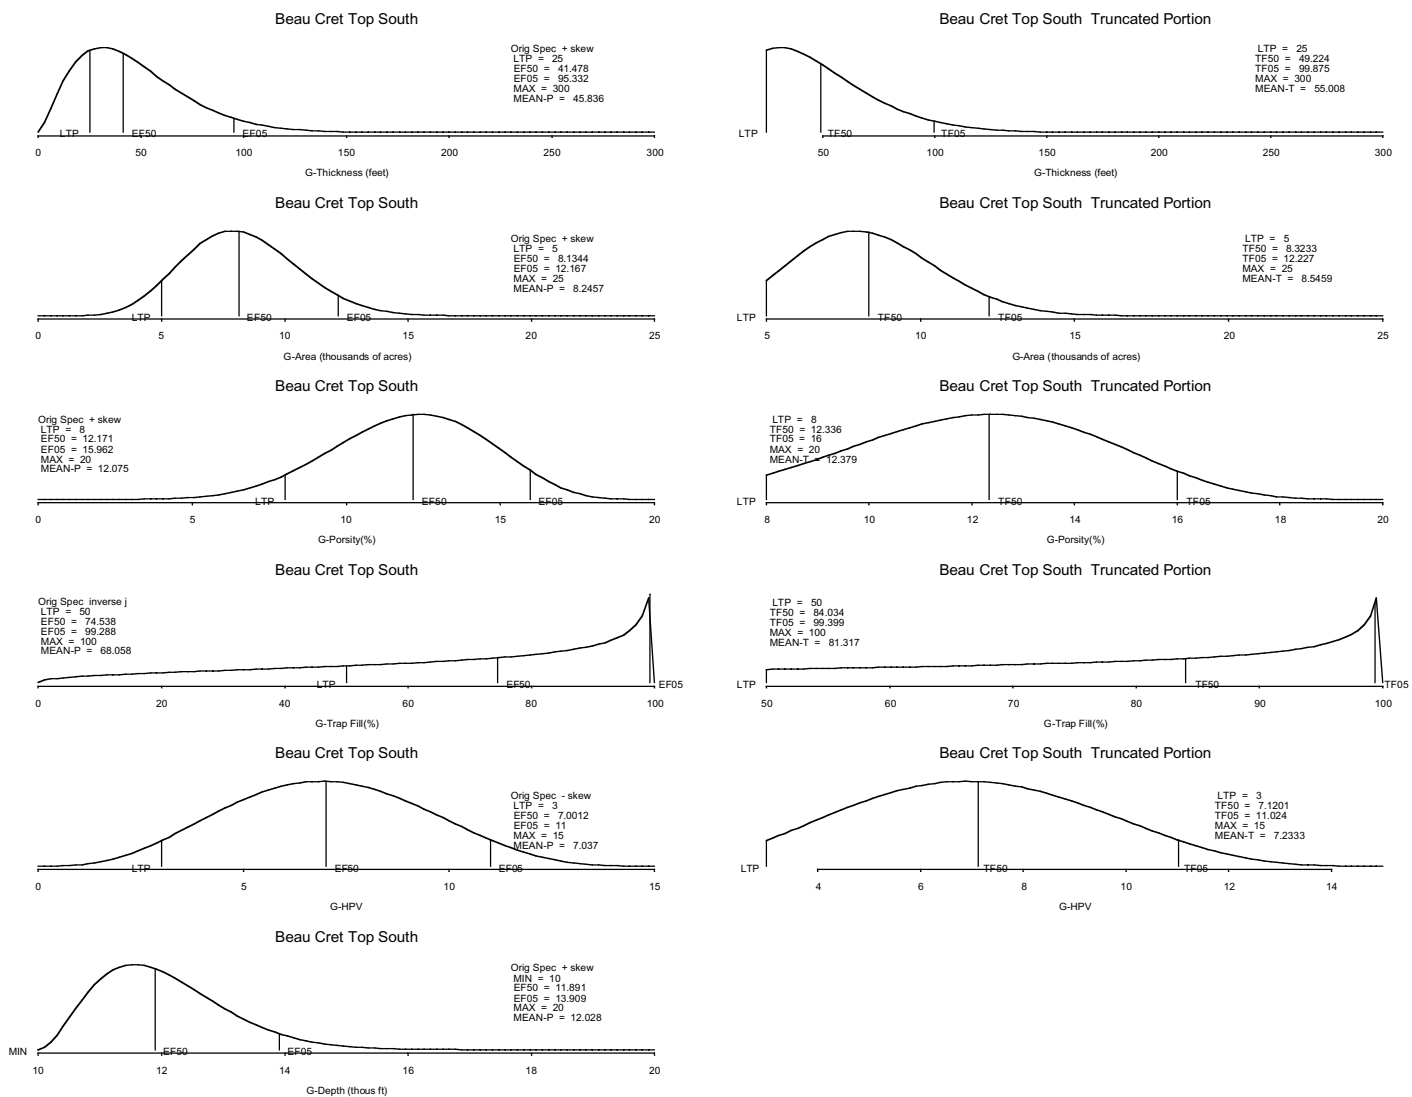 Beau Cret Top South
Orig Spec + skew
LTP = 25
EF50 = 41.478
EF05 = 95.332
MAX = 300
MEAN-P = 45.836
LTP EF50 EF05
0 50 100 150 200 250 300
G-Thickness (feet)
Beau Cret Top South Truncated Portion
LTP = 25
TF50 = 49.224
TF05 = 99.875
MAX = 300
MEAN-T = 55.008
LTP TF50 TF05
50 100 150 200 250 300
G-Thickness (feet)
Beau Cret Top South
Orig Spec + skew
LTP = 5
EF50 = 8.1344
EF05 = 12.167
MAX = 25
MEAN-P = 8.2457
LTP EF50 EF05
0 5 10 15 20 25
G-Area (thousands of acres)
Beau Cret Top South Truncated Portion
LTP = 5
TF50 = 8.3233
TF05 = 12.227
MAX = 25
MEAN-T = 8.5459
LTP TF50 TF05
5 10 15 20 25
G-Area (thousands of acres)
Beau Cret Top South
Orig Spec + skew
LTP = 8
EF50 = 12.171
EF05 = 15.962
MAX = 20
MEAN-P = 12.075
LTP EF50 EF05
0 5 10 15 20
G-Porsity(%)
Beau Cret Top South Truncated Portion
LTP = 8
TF50 = 12.336
TF05 = 16
MAX = 20
MEAN-T = 12.379
LTP TF50 TF05
8 10 12 14 16 18 20
G-Porsity(%)
Beau Cret Top South
Orig Spec inverse j
LTP = 50
EF50 = 74.538
EF05 = 99.288
MAX = 100
MEAN-P = 68.058
LTP EF50 EF05
0 20 40 60 80 100
G-Trap Fill(%)
Beau Cret Top South Truncated Portion
LTP = 50
TF50 = 84.034
TF05 = 99.399
MAX = 100
MEAN-T = 81.317
LTP TF50 TF05
50 60 70 80 90 100
G-Trap Fill(%)
Beau Cret Top South
Orig Spec - skew
LTP = 3
EF50 = 7.0012
EF05 = 11
MAX = 15
MEAN-P = 7.037
LTP EF50 EF05
0 5 10 15
G-HPV
Beau Cret Top South Truncated Portion
LTP = 3
TF50 = 7.1201
TF05 = 11.024
MAX = 15
MEAN-T = 7.2333
LTP TF50 TF05
4 6 8 10 12 14
G-HPV
Beau Cret Top South
Orig Spec + skew
MIN = 10
EF50 = 11.891
EF05 = 13.909
MAX = 20
MEAN-P = 12.028
MIN EF50 EF05
10 12 14 16 18 20
G-Depth (thous ft)